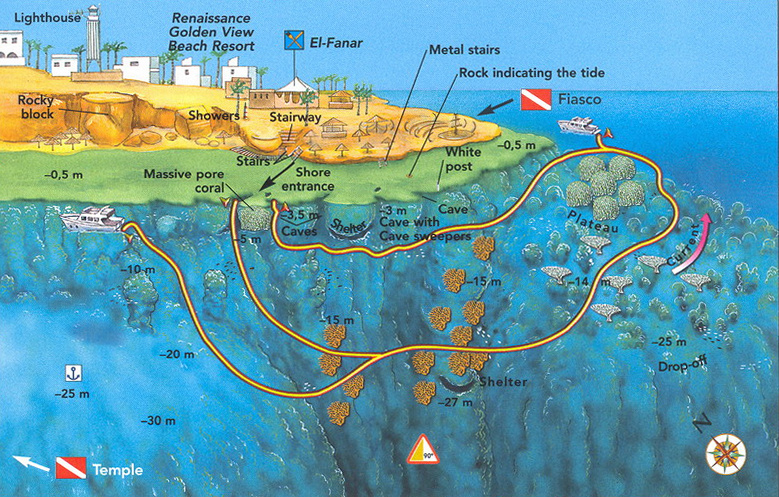 Lighthouse
Renaissance
Golden View
Beach Resort
El-Fanar
Metal stairs
Rock indicating the tide
Fiasco
Rocky
block
Showers
Stairway
Stairs
Shore
entrance
White
post
–0,5 m
–0,5 m
Massive pore
coral
–3,5 m
Caves
Shelter
–3 m
Cave with
Cave sweepers
Cave
Plateau
Current
–5 m
–10 m
–15 m
–15 m
–14 m
–20 m
–25 m
Drop-off
–25 m
Shelter
–27 m
–30 m
90°
N
Temple